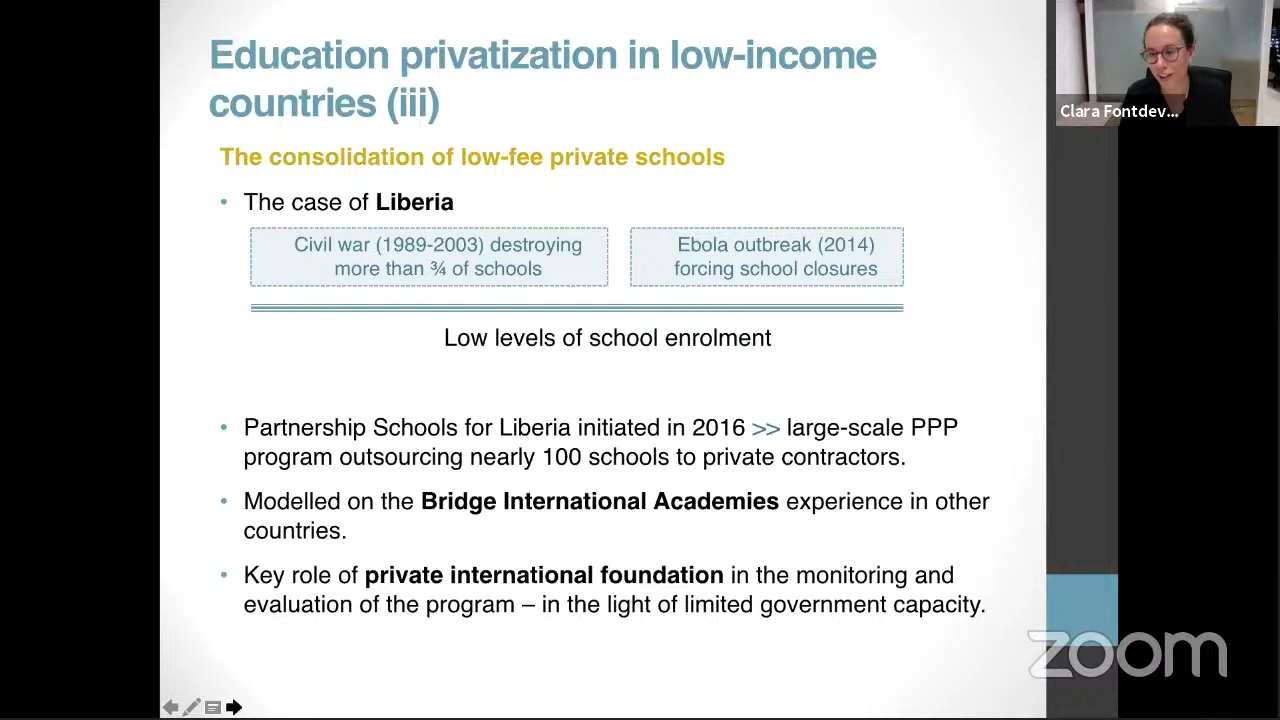 Education privatization in low-income
countries (iii)
Clara Fontdev...
The consolidation of low-fee private schools
• The case of Liberia
Civil war (1989-2003) destroying
more than ¾ of schools
Ebola outbreak (2014)
forcing school closures
Low levels of school enrolment
• Partnership Schools for Liberia initiated in 2016 >> large-scale PPP
program outsourcing nearly 100 schools to private contractors.
• Modelled on the Bridge International Academies experience in other
countries.
• Key role of private international foundation in the monitoring and
evaluation of the program – in the light of limited government capacity.
zoom